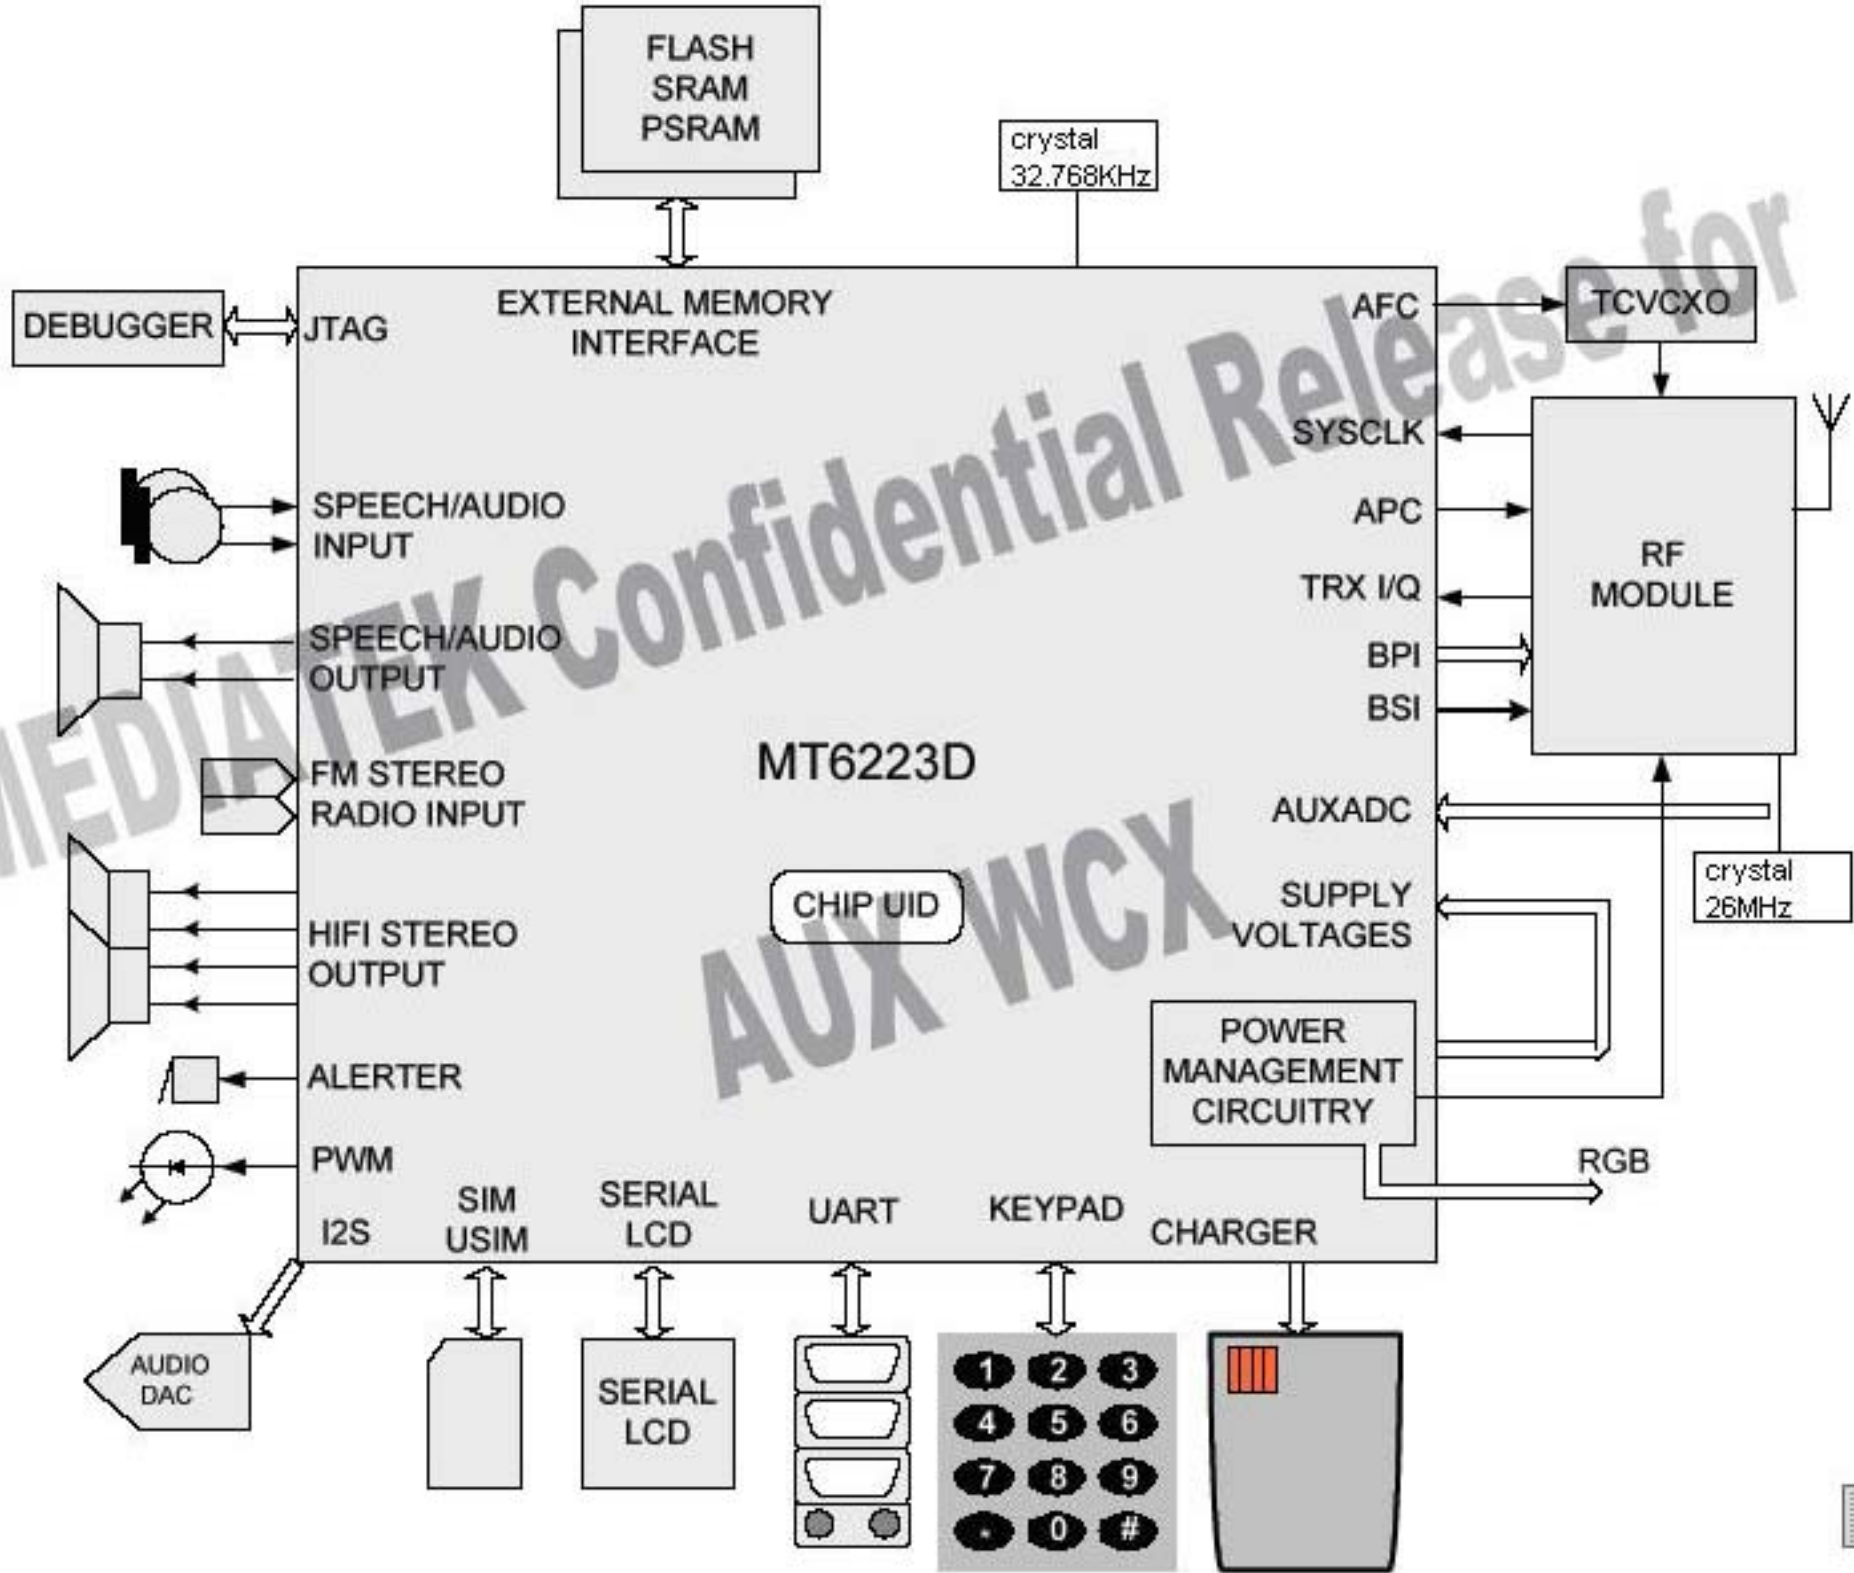 FLASH
SRAM
PSRAM
crystal
32.768KHz
DEBUGGER
JTAG
EXTERNAL MEMORY
INTERFACE
AFC
TCVCXO
SYSCLK
SPEECH/AUDIO
INPUT
APC
RF
MODULE
TRX I/Q
SPEECH/AUDIO
OUTPUT
BPI
BSI
MT6223D
FM STEREO
RADIO INPUT
AUXADC
crystal
26MHz
CHIP UID
SUPPLY
VOLTAGES
HIFI STEREO
OUTPUT
POWER
MANAGEMENT
CIRCUITRY
ALERTER
PWM
RGB
I2S
SIM
USIM
SERIAL
LCD
UART
KEYPAD
CHARGER
AUDIO
DAC
SERIAL
LCD
1 2 3
4 5 6
7 8 9
* 0 #
MEDIATEK Confidential Release for
AUX WCX